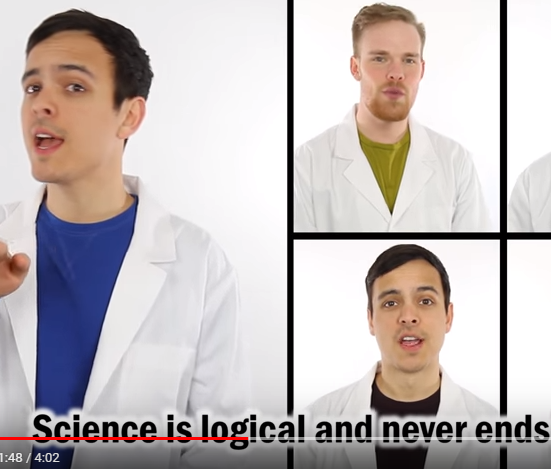 Science is logical and never ends
1:48 / 4:02